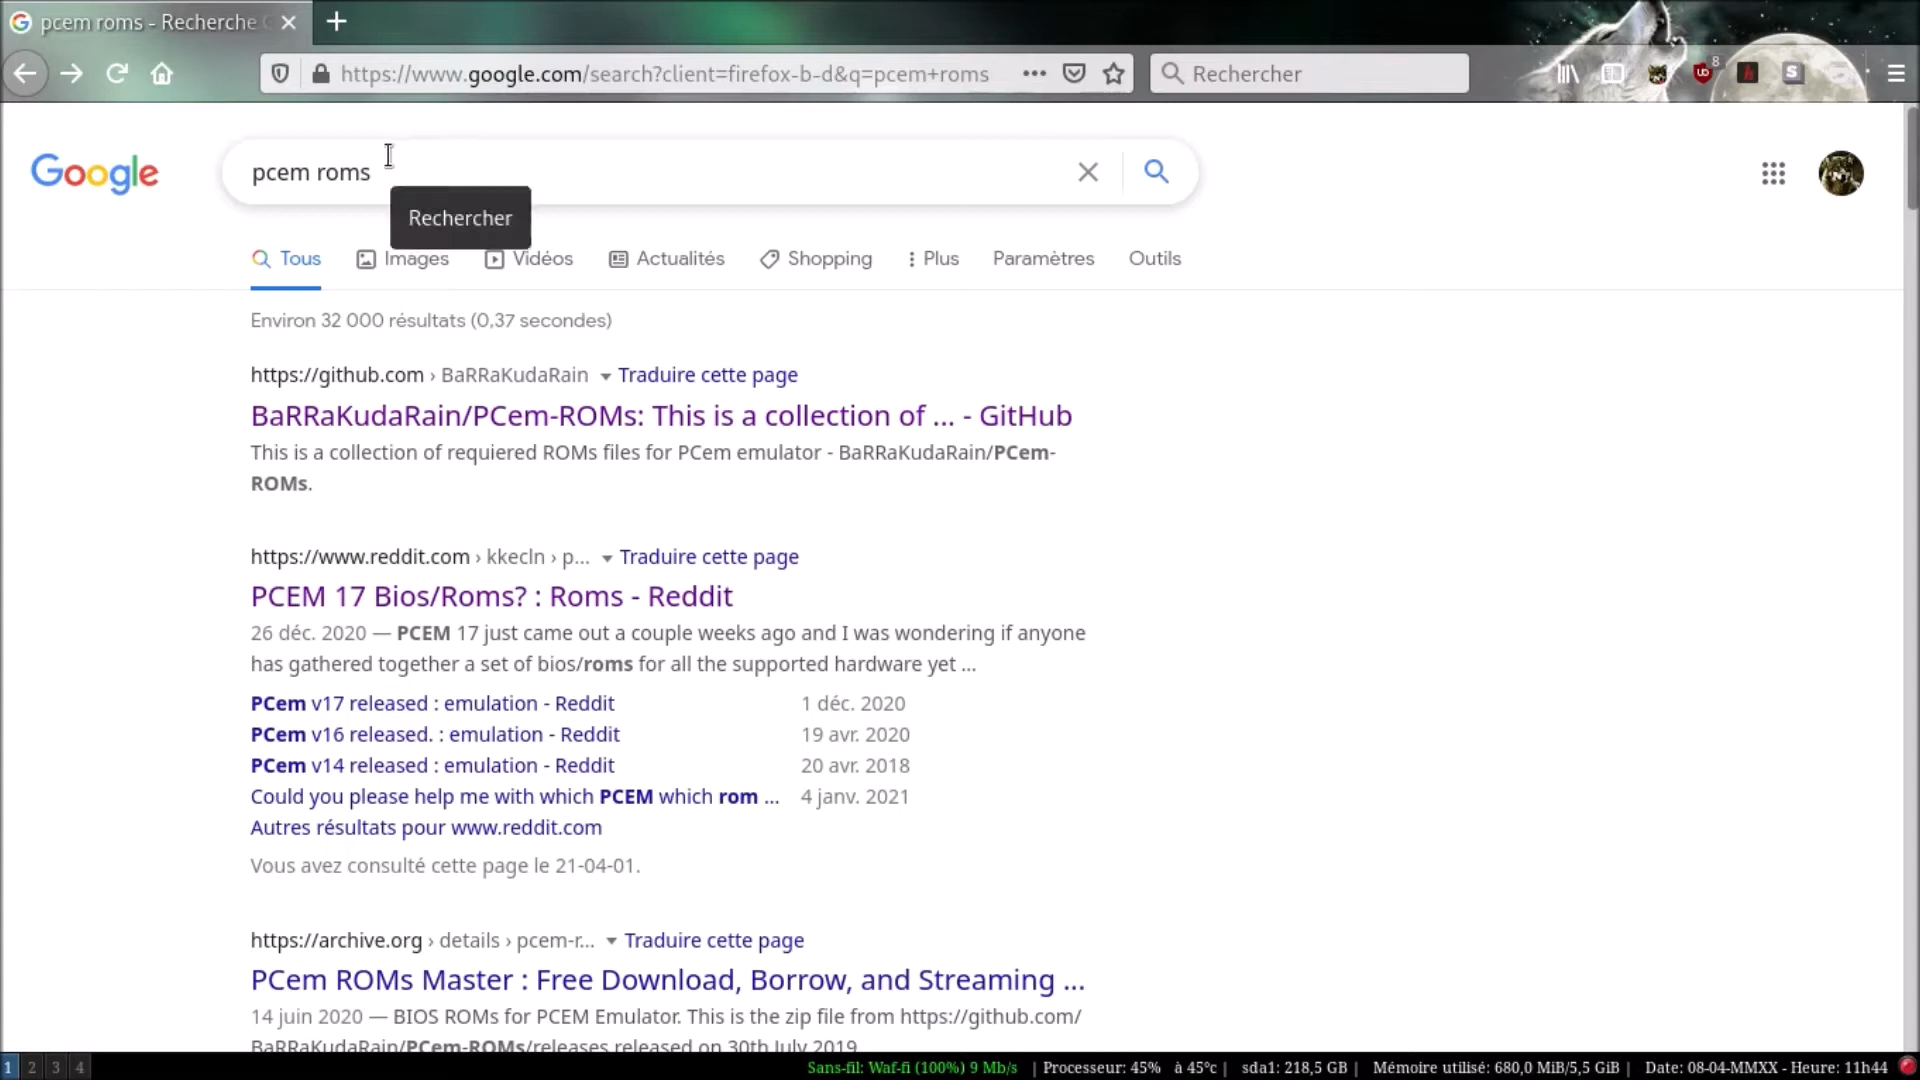 pcem roms - Recherche
https://www.google.com/search?client=firefox-b-d&q=pcem+roms
Rechercher
8
Google
pcem roms
Rechercher
Tous
Images
Vidéos
Actualités
Shopping
Plus
Paramètres
Outils
Environ 32 000 résultats (0,37 secondes)
https://github.com › BaRRaKudaRain Traduire cette page
BaRRaKudaRain/PCem-ROMs: This is a collection of ... - GitHub
This is a collection of requiered ROMs files for PCem emulator - BaRRaKudaRain/PCem-
ROMs.
https://www.reddit.com › kkecln › p... Traduire cette page
PCEM 17 Bios/Roms? : Roms - Reddit
26 déc. 2020 — PCEM 17 just came out a couple weeks ago and I was wondering if anyone
has gathered together a set of bios/roms for all the supported hardware yet ...
PCem v17 released : emulation - Reddit 1 déc. 2020
PCem v16 released. : emulation - Reddit 19 avr. 2020
PCem v14 released : emulation - Reddit 20 avr. 2018
Could you please help me with which PCEM which rom ... 4 janv. 2021
Autres résultats pour www.reddit.com
Vous avez consulté cette page le 21-04-01.
https://archive.org › details › pcem-r... Traduire cette page
PCem ROMs Master : Free Download, Borrow, and Streaming ...
14 juin 2020 — BIOS ROMs for PCEM Emulator. This is the zip file from https://github.com/
BaRRaKudaRain/PCem-ROMs/releases released on 30th July 2019
1 2 3 4 Sans-fil: Waf-fi (100%) 9 Mb/s | Processeur: 45% à 45°c | sda1: 218,5 GB | Mémoire utilisé: 680,0 MiB/5,5 GiB | Date: 08-04-MMXX - Heure: 11h44